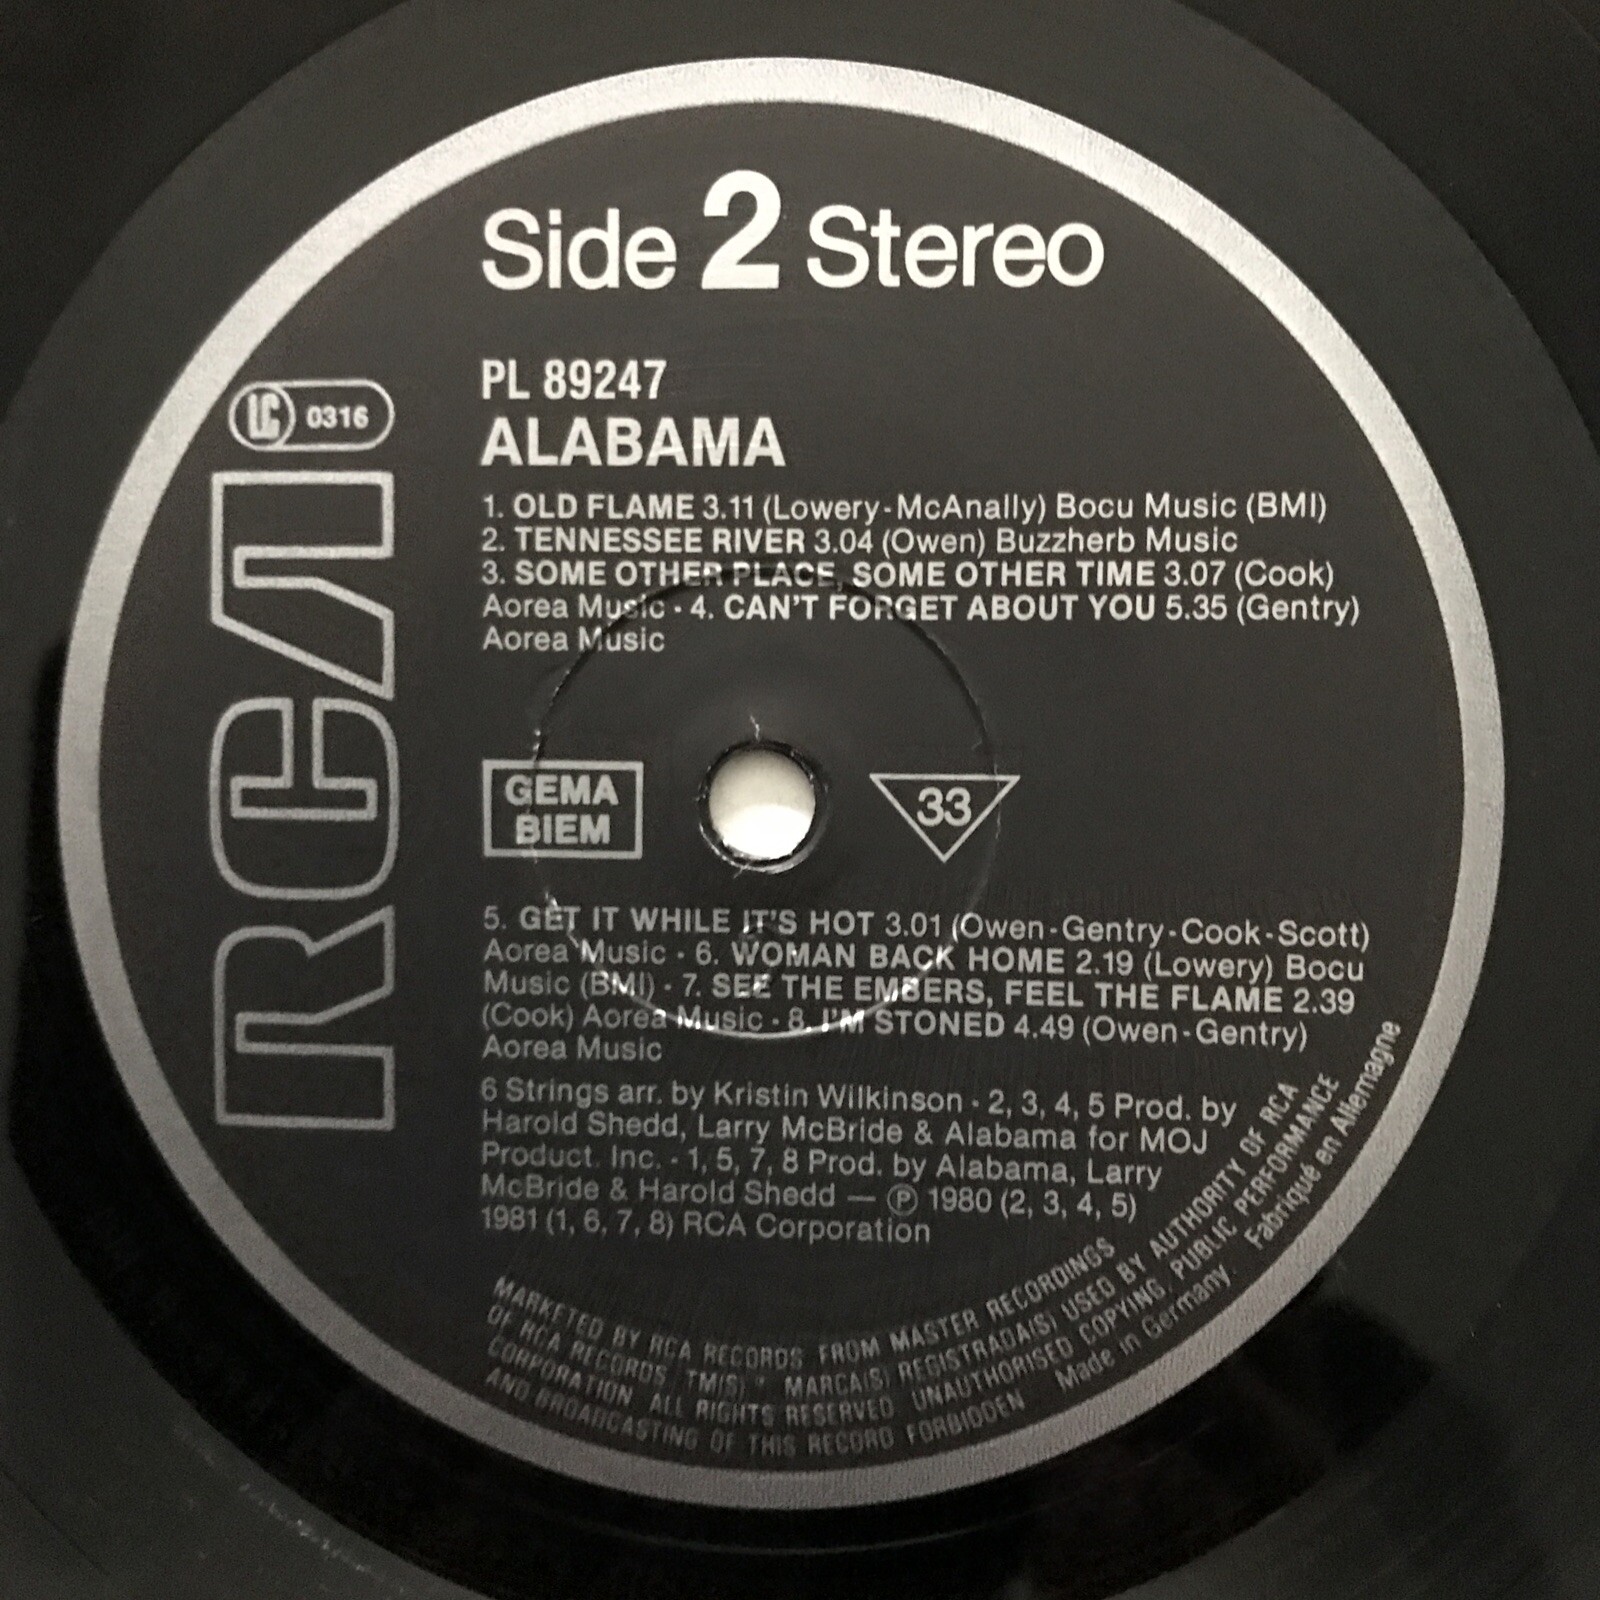 Side 2 Stereo
PL 89247
ALABAMA
LC 0316
RCA
1. OLD FLAME 3.11 (Lowery-McAnally) Bocu Music (BMI)
2. TENNESSEE RIVER 3.04 (Owen) Buzzherb Music
3. SOME OTHER PLACE, SOME OTHER TIME 3.07 (Cook)
Aorea Music · 4. CAN'T FORGET ABOUT YOU 5.35 (Gentry)
Aorea Music
GEMA
BIEM
33
5. GET IT WHILE IT'S HOT 3.01 (Owen-Gentry-Cook-Scott)
Aorea Music · 6. WOMAN BACK HOME 2.19 (Lowery) Bocu
Music (BMI) · 7. SEE THE EMBERS, FEEL THE FLAME 2.39
(Cook) Aorea Music · 8. I'M STONED 4.49 (Owen-Gentry)
Aorea Music
6 Strings arr. by Kristin Wilkinson · 2, 3, 4, 5 Prod. by
Harold Shedd, Larry McBride & Alabama for MOJ
Product. Inc. · 1, 5, 7, 8 Prod. by Alabama, Larry
McBride & Harold Shedd — Ⓟ 1980 (2, 3, 4, 5)
1981 (1, 6, 7, 8) RCA Corporation
MARKETED BY RCA RECORDS FROM MASTER RECORDINGS
OF RCA RECORDS TM(S) ® MARCA(S) REGISTRADA(S) USED BY AUTHORITY OF RCA
CORPORATION. ALL RIGHTS RESERVED. UNAUTHORISED COPYING, PUBLIC PERFORMANCE
AND BROADCASTING OF THIS RECORD FORBIDDEN Made in Germany. Fabriqué en Allemagne